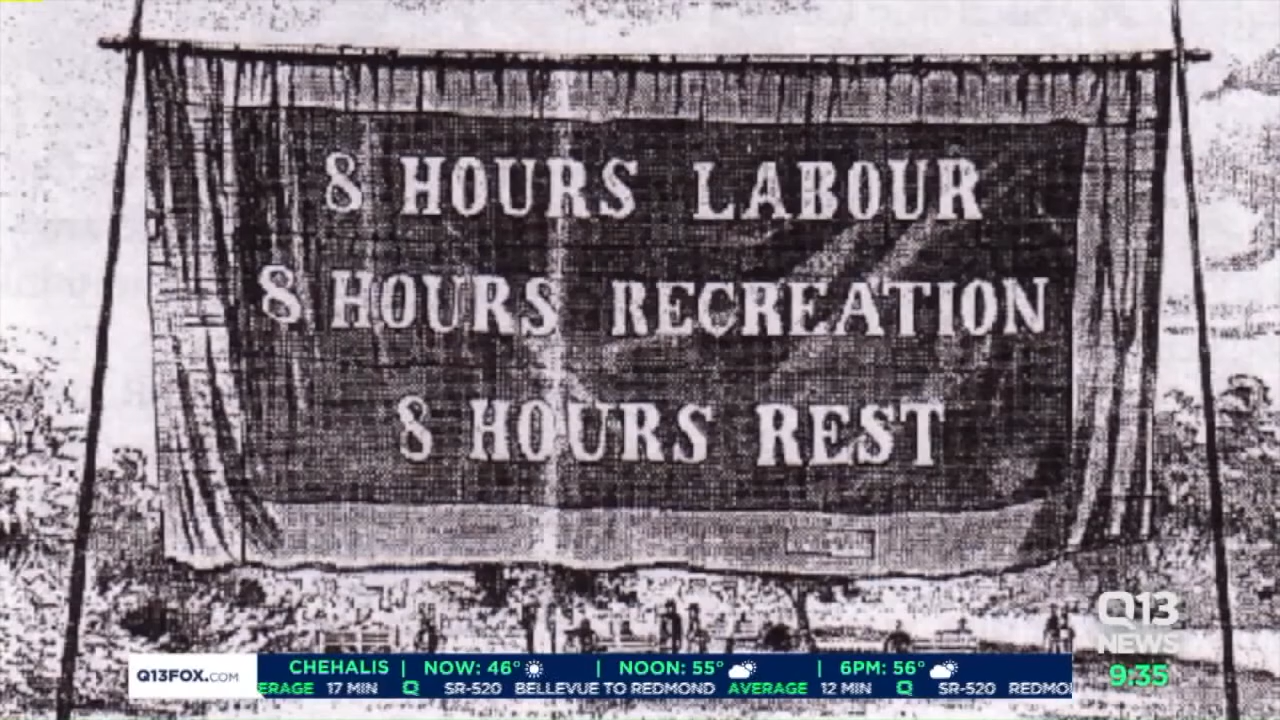 8 HOURS LABOUR
8 HOURS RECREATION
8 HOURS REST
Q13
NEWS
9:35
Q13FOX.COM
CHEHALIS | NOW: 46° | NOON: 55° | 6PM: 56°
ERAGE 17 MIN Q SR-520 BELLEVUE TO REDMOND AVERAGE 12 MIN Q SR-520 REDMO